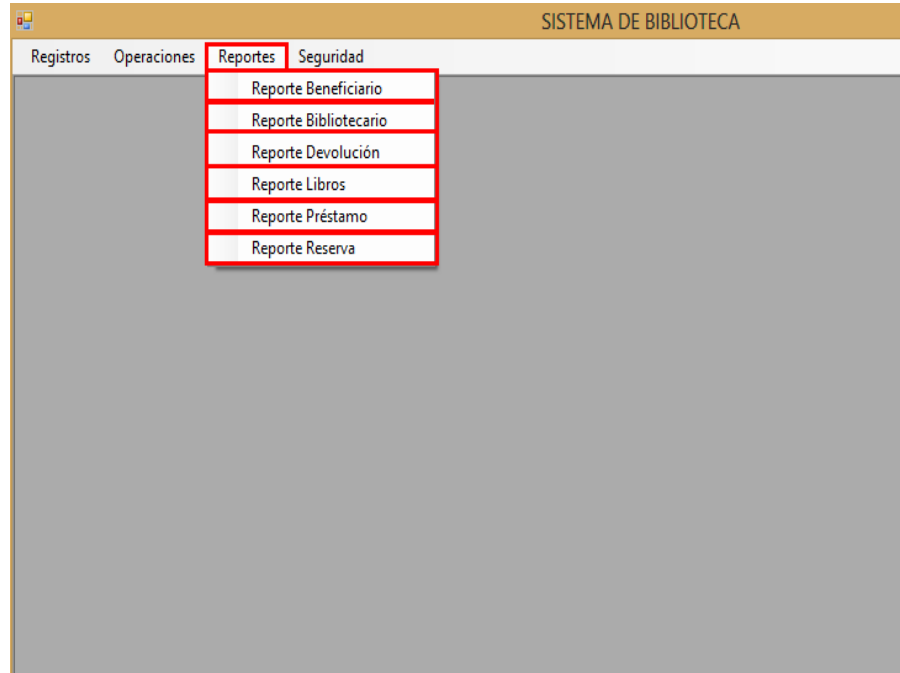 SISTEMA DE BIBLIOTECA
Registros Operaciones Reportes Seguridad
Reporte Beneficiario
Reporte Bibliotecario
Reporte Devolución
Reporte Libros
Reporte Préstamo
Reporte Reserva